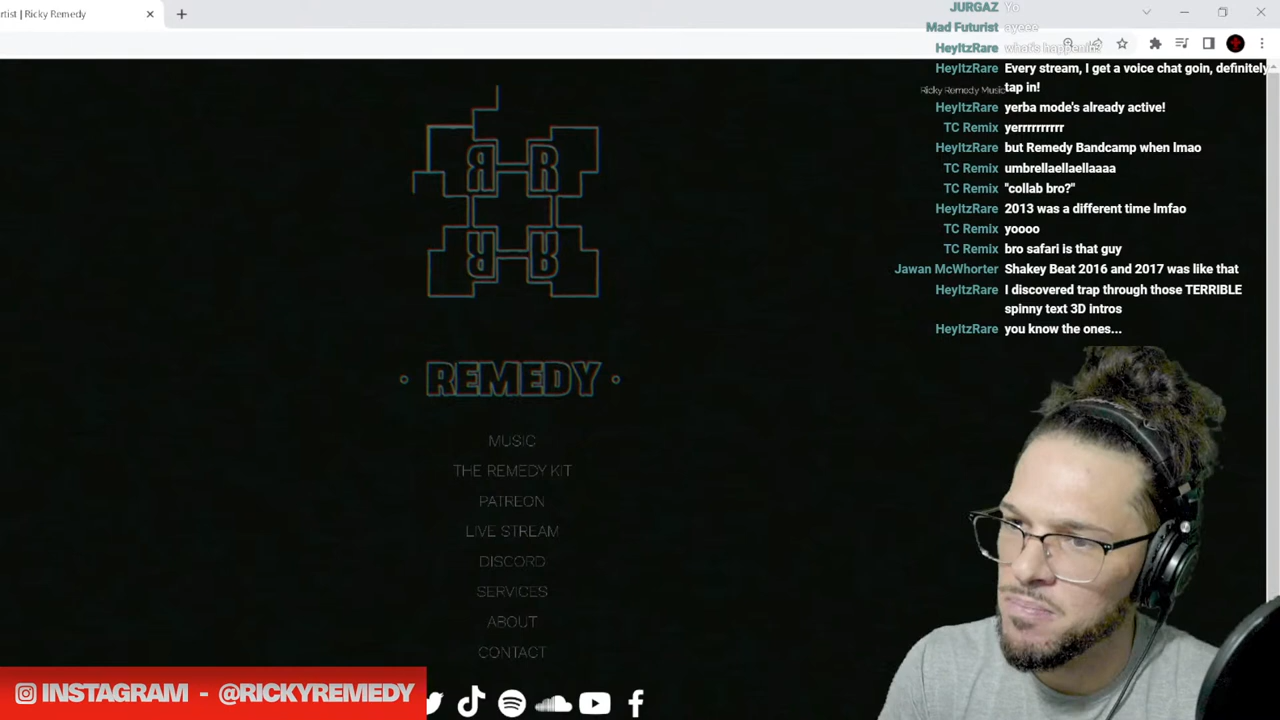 rtist | Ricky Remedy
JURGAZ Yo
Mad Futurist ayeee
HeyItzRare what's happenin
HeyItzRare Every stream, I get a voice chat goin, definitely
tap in!
Ricky Remedy Music
HeyItzRare yerba mode's already active!
TC Remix yerrrrrrrrr
HeyItzRare but Remedy Bandcamp when lmao
TC Remix umbrellaellaellaaaa
TC Remix "collab bro?"
HeyItzRare 2013 was a different time lmfao
TC Remix yoooo
TC Remix bro safari is that guy
Jawan McWhorter Shakey Beat 2016 and 2017 was like that
HeyItzRare I discovered trap through those TERRIBLE
spinny text 3D intros
HeyItzRare you know the ones...
· REMEDY ·
MUSIC
THE REMEDY KIT
PATREON
LIVE STREAM
DISCORD
SERVICES
ABOUT
CONTACT
INSTAGRAM - @RICKYREMEDY